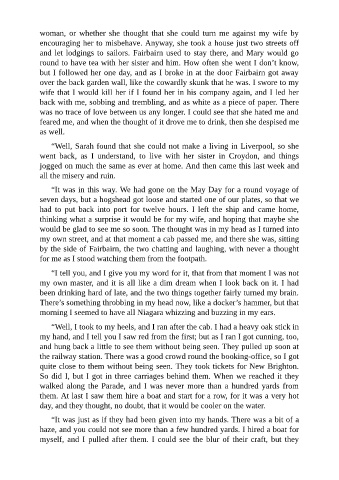 woman, or whether she thought that she could turn me against my wife by
encouraging her to misbehave. Anyway, she took a house just two streets off
and let lodgings to sailors. Fairbairn used to stay there, and Mary would go
round to have tea with her sister and him. How often she went I don’t know,
but I followed her one day, and as I broke in at the door Fairbairn got away
over the back garden wall, like the cowardly skunk that he was. I swore to my
wife that I would kill her if I found her in his company again, and I led her
back with me, sobbing and trembling, and as white as a piece of paper. There
was no trace of love between us any longer. I could see that she hated me and
feared me, and when the thought of it drove me to drink, then she despised me
as well.
“Well, Sarah found that she could not make a living in Liverpool, so she
went back, as I understand, to live with her sister in Croydon, and things
jogged on much the same as ever at home. And then came this last week and
all the misery and ruin.
“It was in this way. We had gone on the May Day for a round voyage of
seven days, but a hogshead got loose and started one of our plates, so that we
had to put back into port for twelve hours. I left the ship and came home,
thinking what a surprise it would be for my wife, and hoping that maybe she
would be glad to see me so soon. The thought was in my head as I turned into
my own street, and at that moment a cab passed me, and there she was, sitting
by the side of Fairbairn, the two chatting and laughing, with never a thought
for me as I stood watching them from the footpath.
“I tell you, and I give you my word for it, that from that moment I was not
my own master, and it is all like a dim dream when I look back on it. I had
been drinking hard of late, and the two things together fairly turned my brain.
There’s something throbbing in my head now, like a docker’s hammer, but that
morning I seemed to have all Niagara whizzing and buzzing in my ears.
“Well, I took to my heels, and I ran after the cab. I had a heavy oak stick in
my hand, and I tell you I saw red from the first; but as I ran I got cunning, too,
and hung back a little to see them without being seen. They pulled up soon at
the railway station. There was a good crowd round the booking-office, so I got
quite close to them without being seen. They took tickets for New Brighton.
So did I, but I got in three carriages behind them. When we reached it they
walked along the Parade, and I was never more than a hundred yards from
them. At last I saw them hire a boat and start for a row, for it was a very hot
day, and they thought, no doubt, that it would be cooler on the water.
“It was just as if they had been given into my hands. There was a bit of a
haze, and you could not see more than a few hundred yards. I hired a boat for
myself, and I pulled after them. I could see the blur of their craft, but they